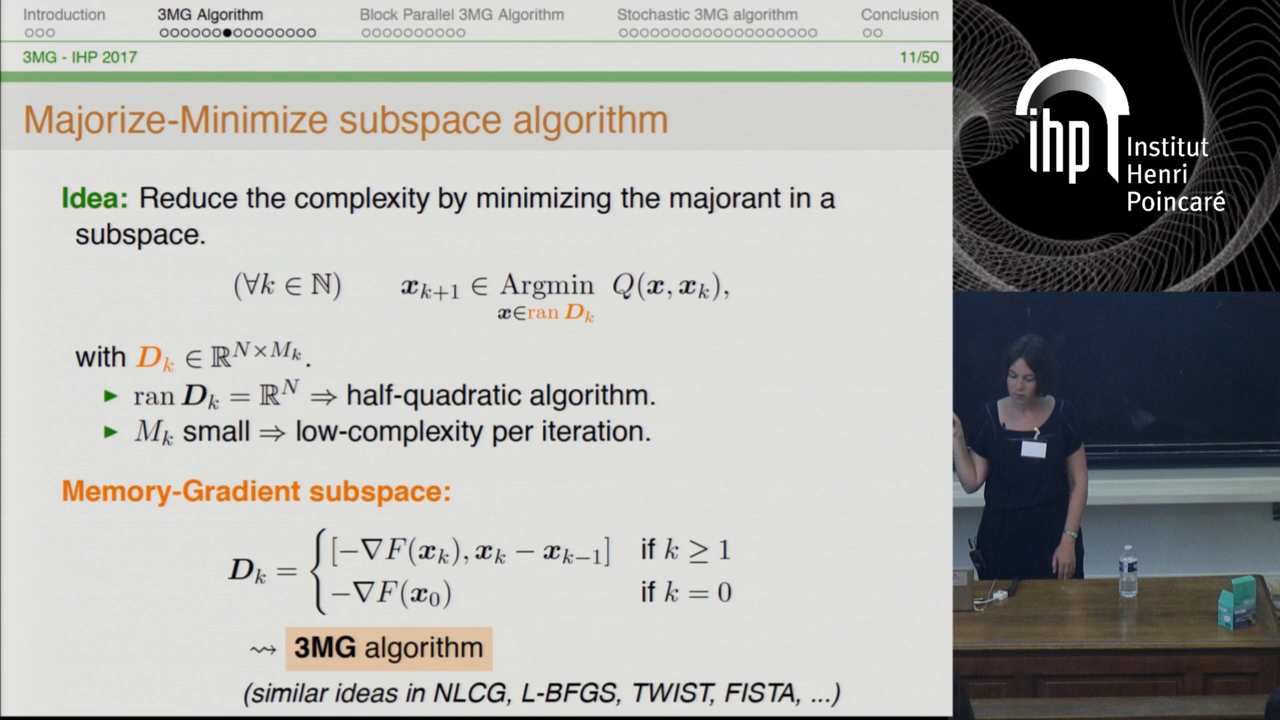 Introduction 3MG Algorithm Block Parallel 3MG Algorithm Stochastic 3MG algorithm Conclusion
3MG - IHP 2017 11/50
Majorize-Minimize subspace algorithm
Idea: Reduce the complexity by minimizing the majorant in a
subspace.
(∀k ∈ ℕ) x_{k+1} ∈ Argmin Q(x, x_k),
x∈ran D_k
with D_k ∈ ℝ^{N×M_k}.
► ran D_k = ℝ^N ⇒ half-quadratic algorithm.
► M_k small ⇒ low-complexity per iteration.
Memory-Gradient subspace:
D_k = { [−∇F(x_k), x_k − x_{k−1}] if k ≥ 1
−∇F(x_0) if k = 0
⇝ 3MG algorithm
(similar ideas in NLCG, L-BFGS, TWIST, FISTA, ...)
ihp
Institut
Henri
Poincaré